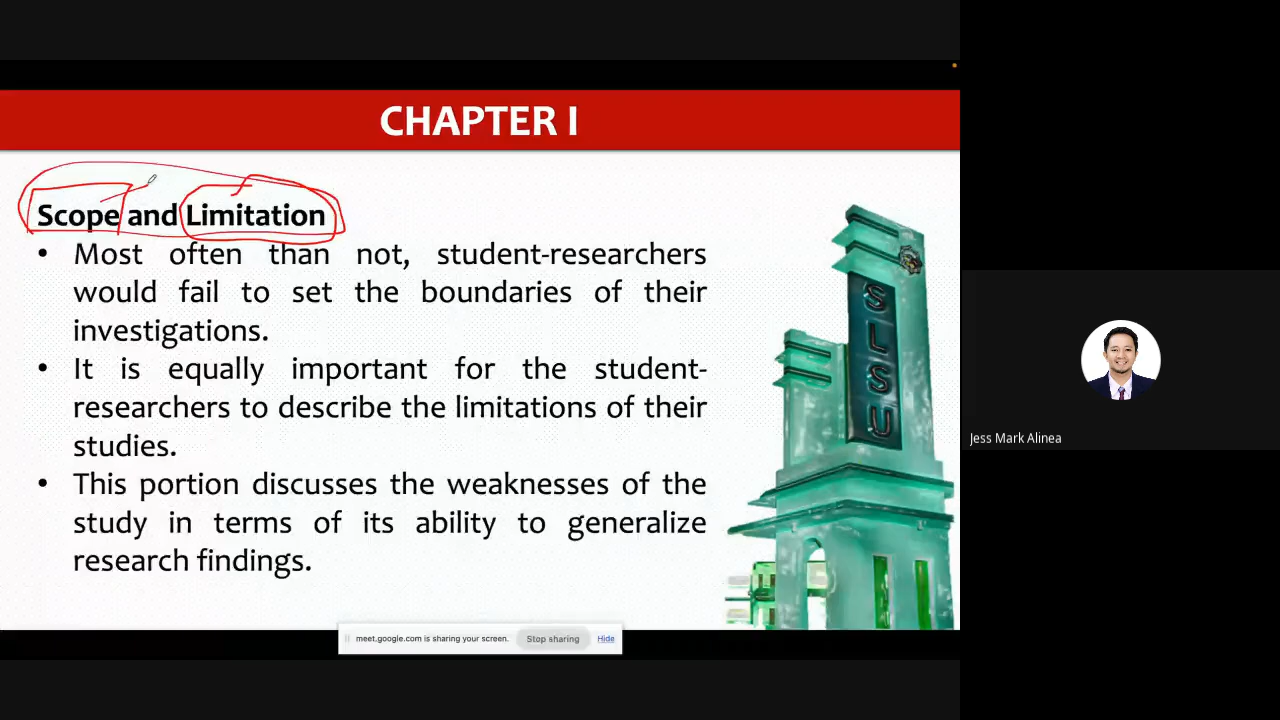 CHAPTER I
Scope and Limitation
• Most often than not, student-researchers
would fail to set the boundaries of their
investigations.
• It is equally important for the student-
researchers to describe the limitations of their
studies.
• This portion discusses the weaknesses of the
study in terms of its ability to generalize
research findings.
SLSU
Jess Mark Alinea
meet.google.com is sharing your screen. Stop sharing Hide